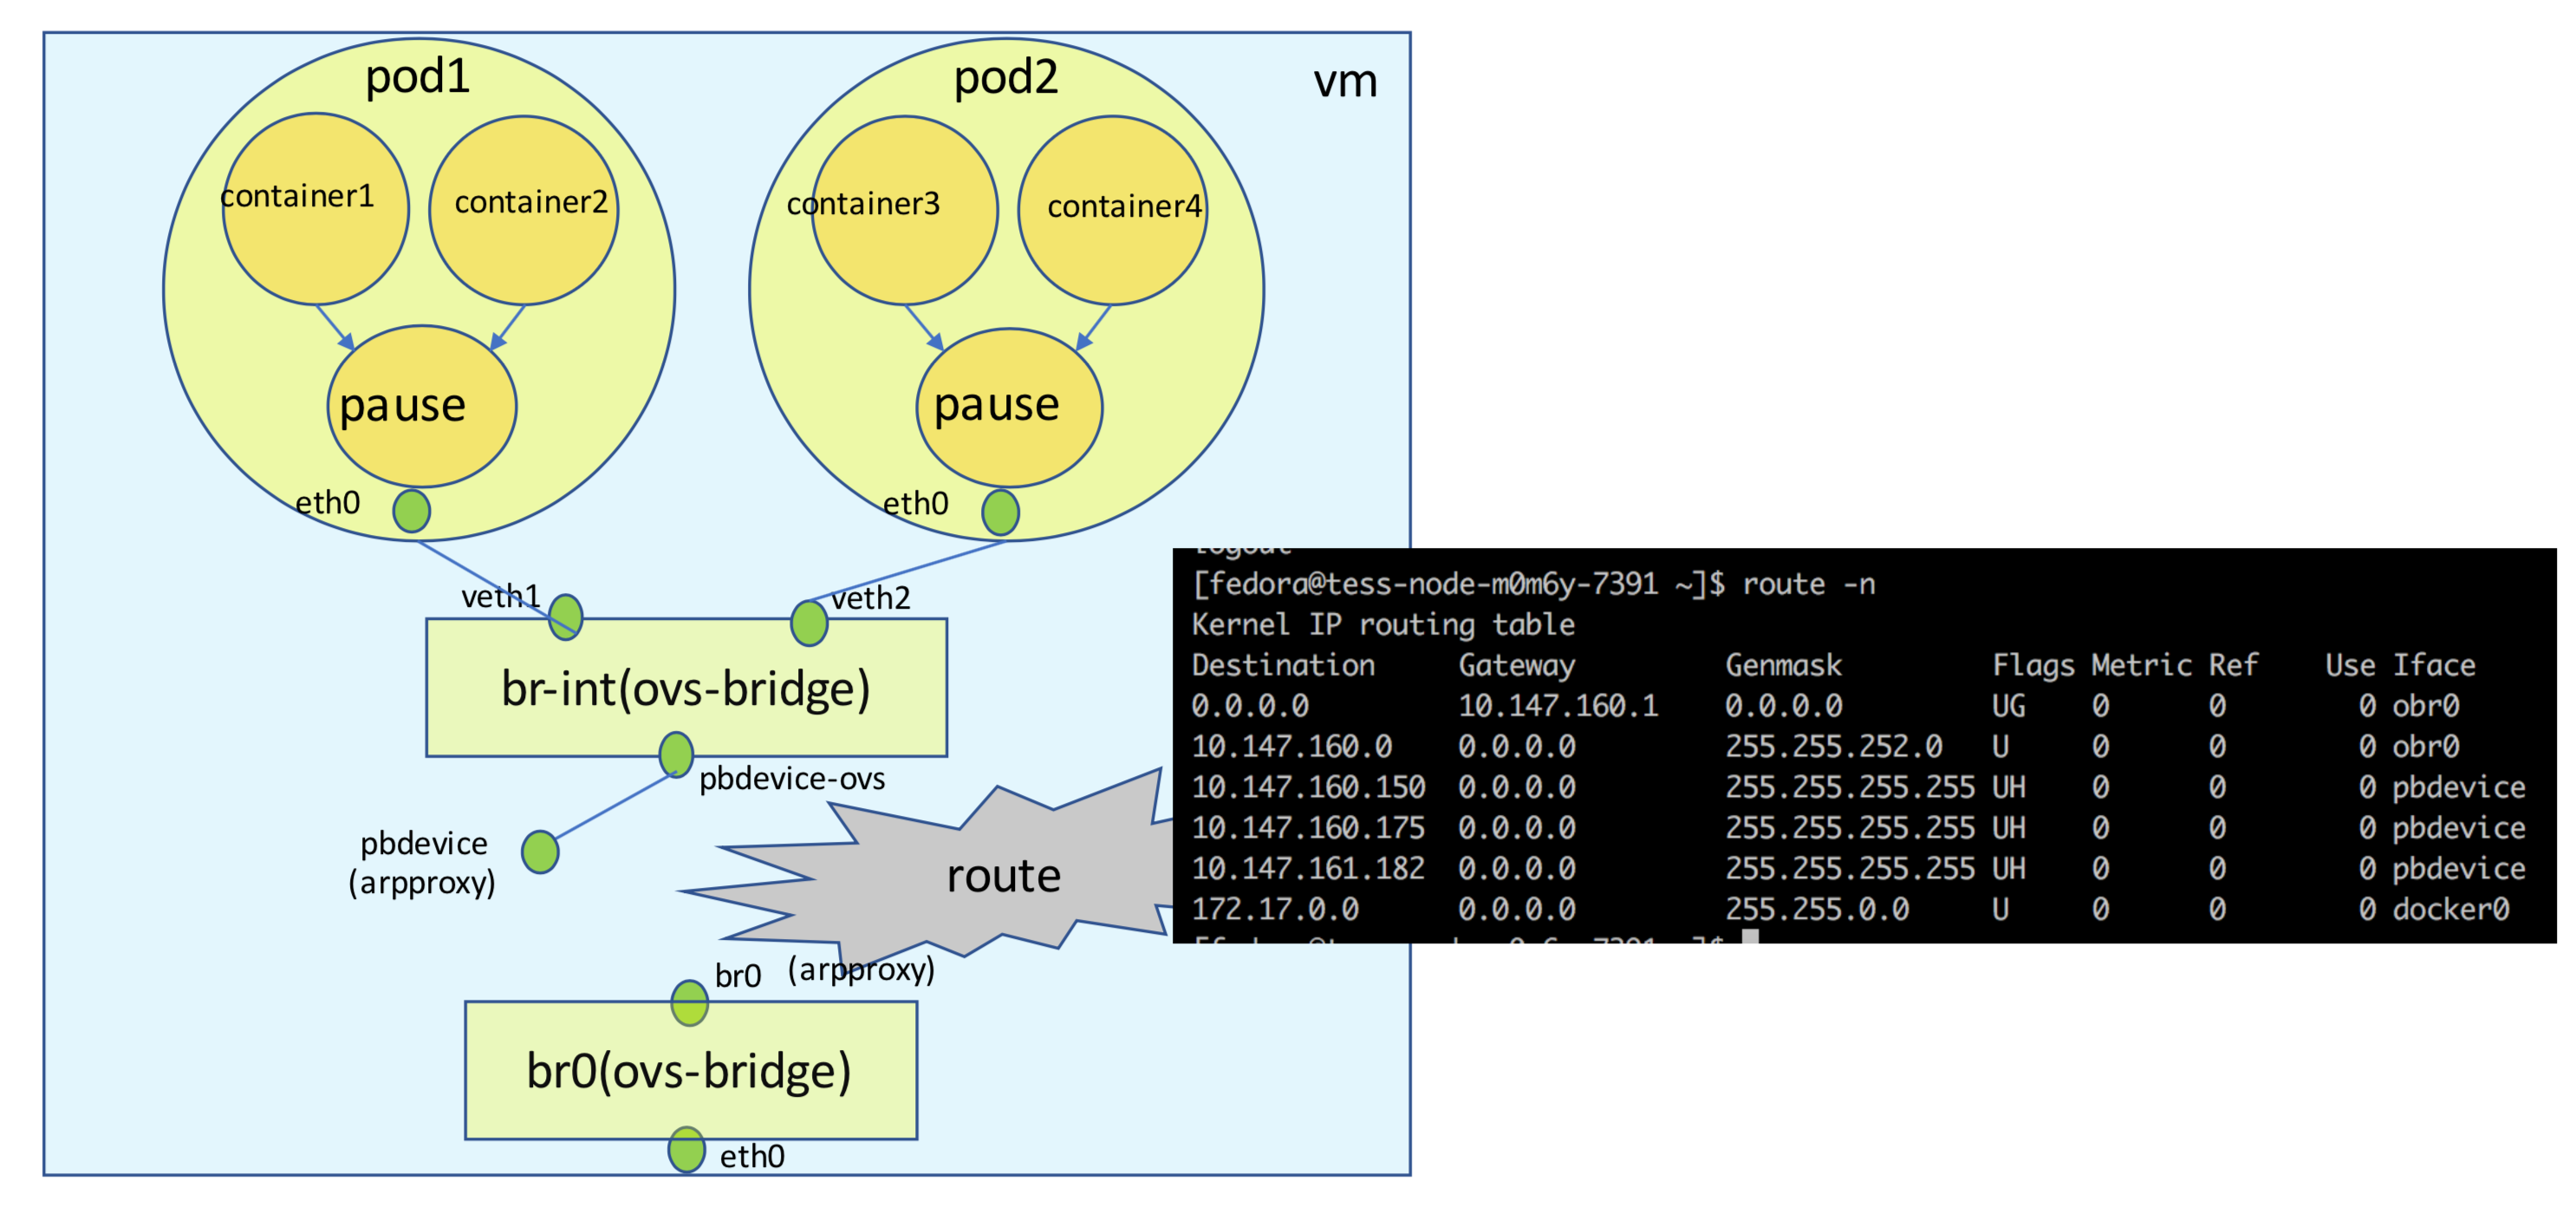 pod1
pod2
vm
container1
container2
container3
container4
pause
pause
eth0
eth0
veth1
veth2
br-int(ovs-bridge)
pbdevice-ovs
pbdevice
(arpproxy)
route
br0 (arpproxy)
br0(ovs-bridge)
eth0
logout
[fedora@tess-node-m0m6y-7391 ~]$ route -n
Kernel IP routing table
Destination Gateway Genmask Flags Metric Ref Use Iface
0.0.0.0 10.147.160.1 0.0.0.0 UG 0 0 0 obr0
10.147.160.0 0.0.0.0 255.255.252.0 U 0 0 0 obr0
10.147.160.150 0.0.0.0 255.255.255.255 UH 0 0 0 pbdevice
10.147.160.175 0.0.0.0 255.255.255.255 UH 0 0 0 pbdevice
10.147.161.182 0.0.0.0 255.255.255.255 UH 0 0 0 pbdevice
172.17.0.0 0.0.0.0 255.255.0.0 U 0 0 0 docker0